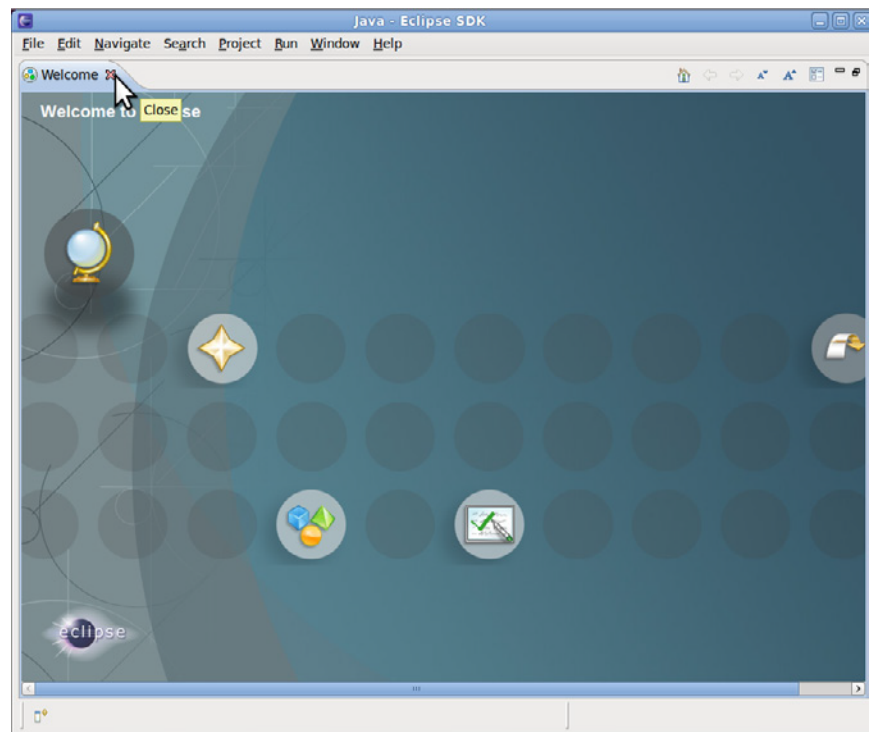 Java - Eclipse SDK
File Edit Navigate Search Project Run Window Help
Welcome
Welcome to se
Close
eclipse